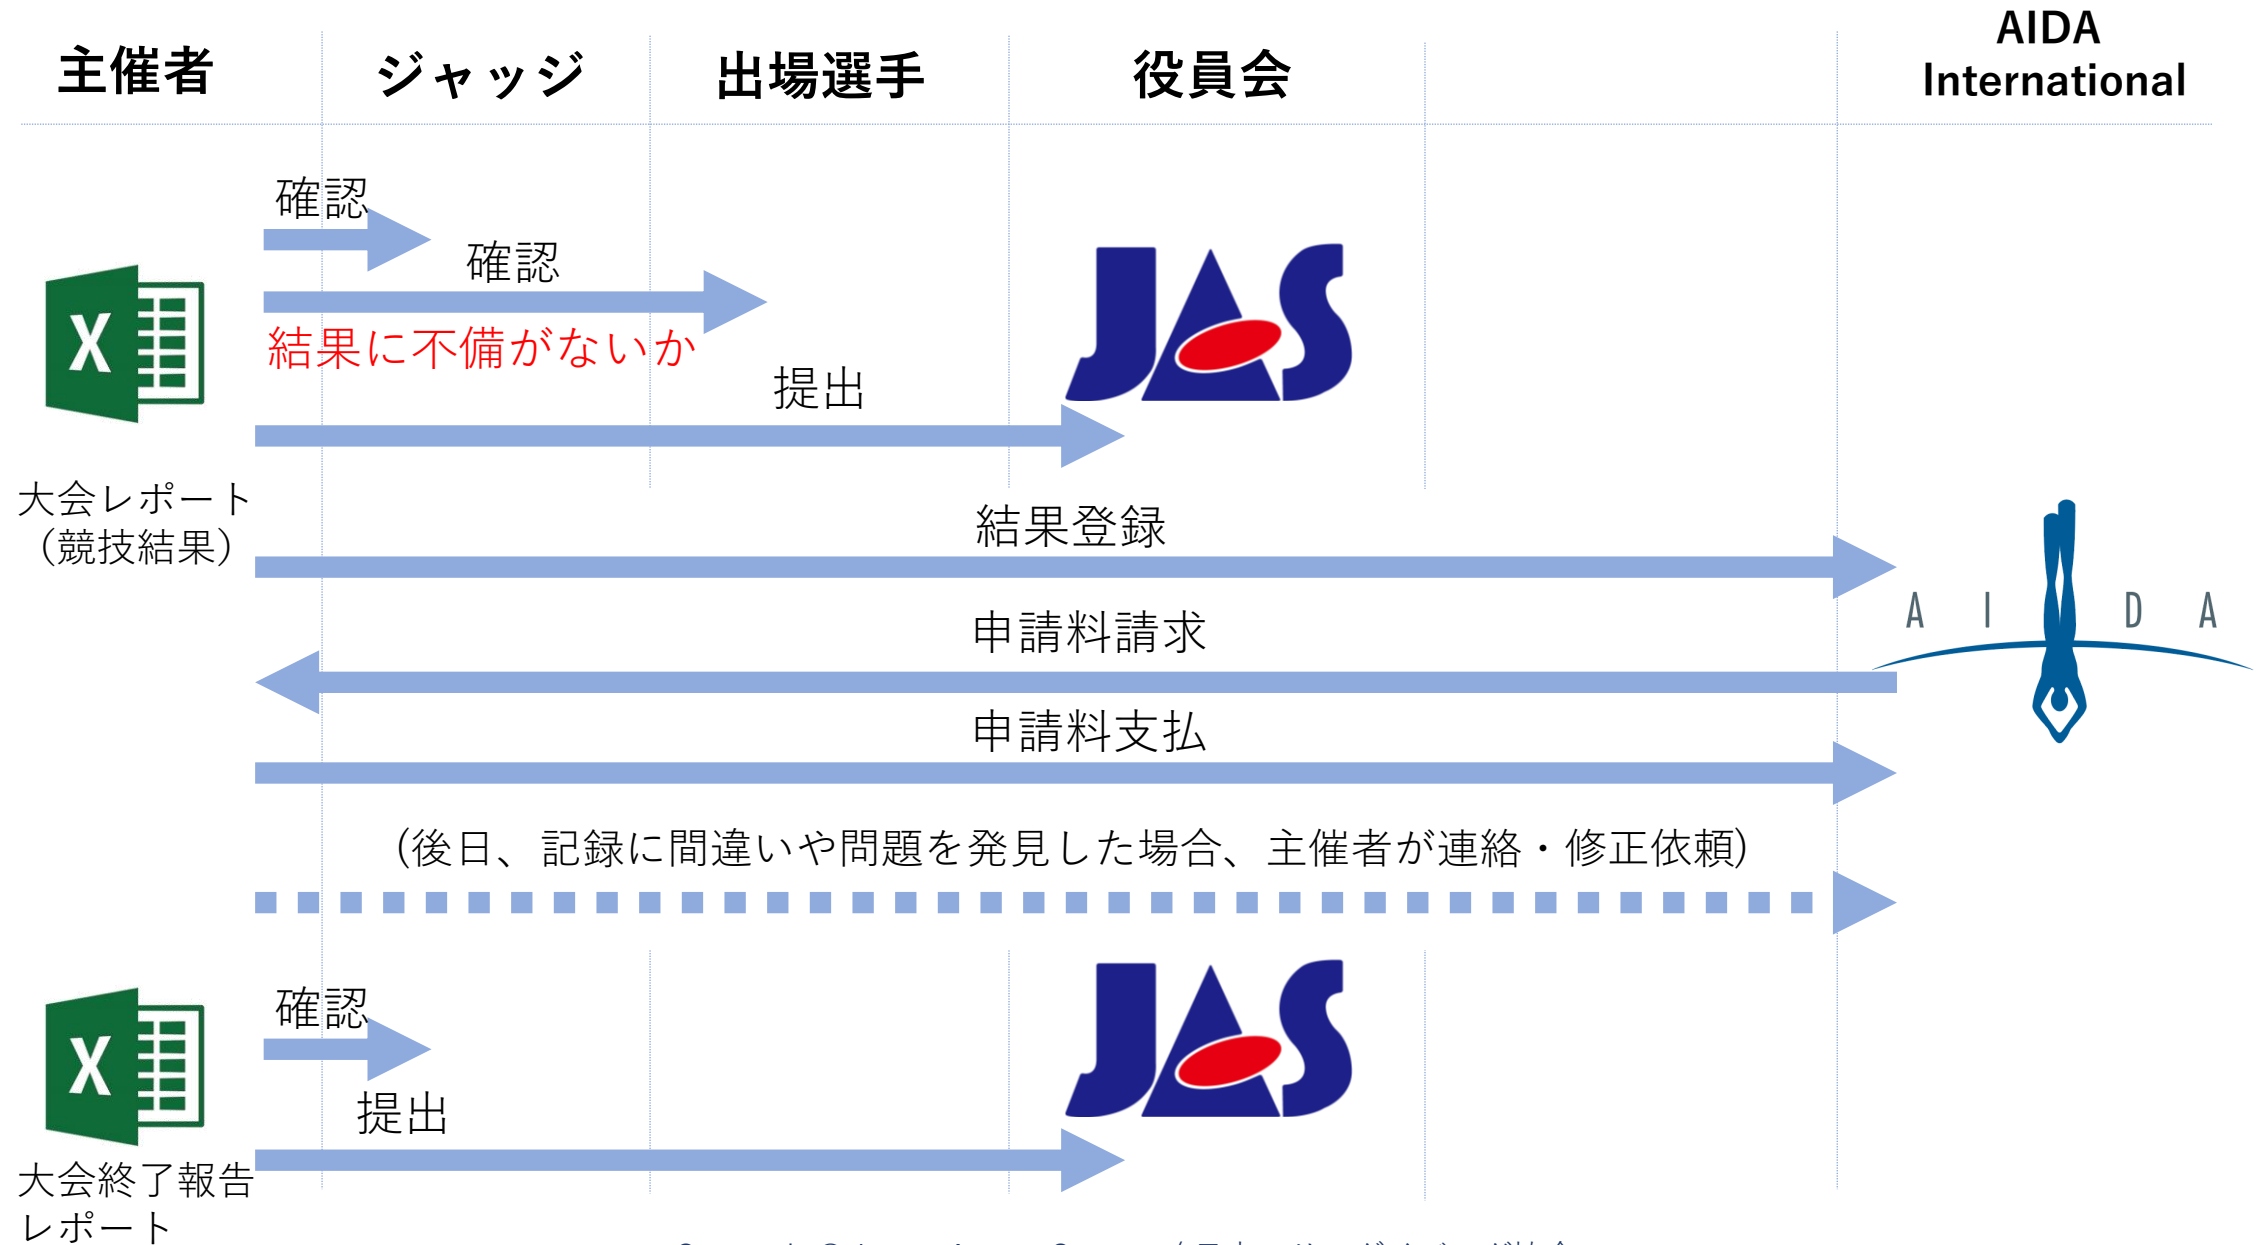 主催者
ジャッジ
出場選手
役員会
AIDA
International
確認
確認
結果に不備がないか
提出
JAS
X
大会レポート
（競技結果）
結果登録
A I D A
申請料請求
申請料支払
(後日、記録に間違いや問題を発見した場合、主催者が連絡・修正依頼)
確認
提出
JAS
X
大会終了報告
レポート